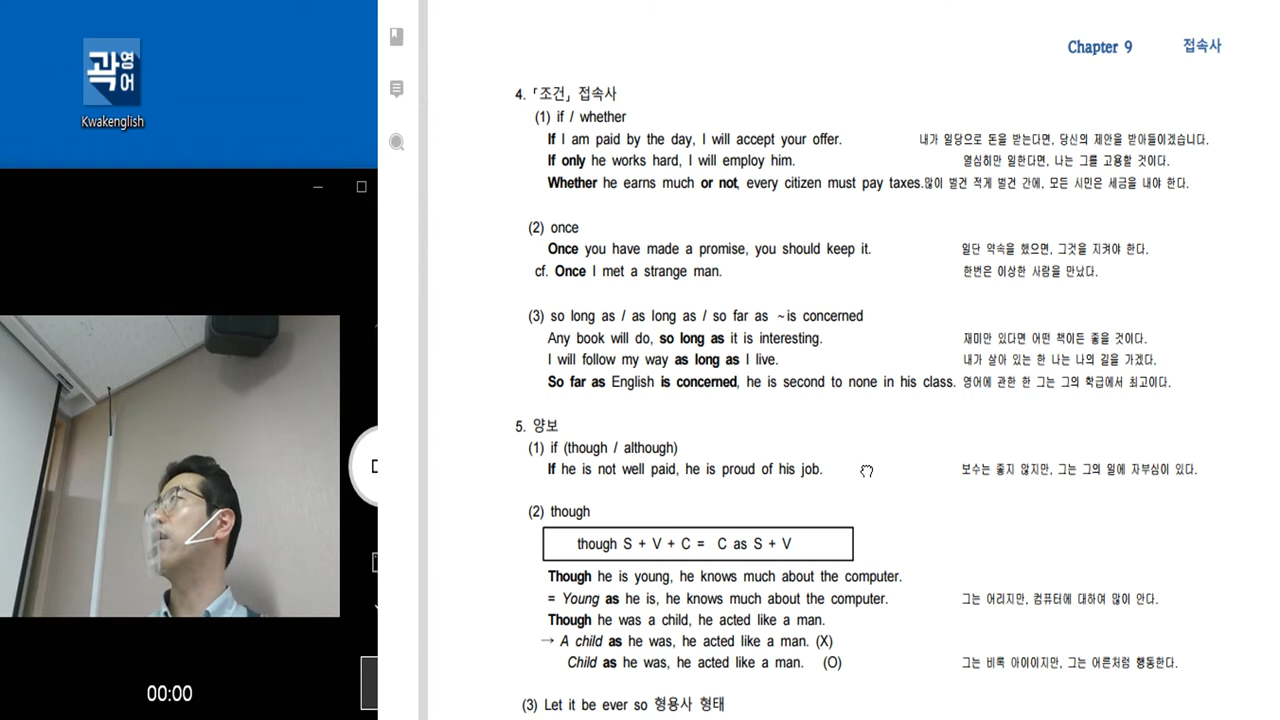 곽영어
Kwakenglish
00:00
Chapter 9 접속사
4. 「조건」 접속사
(1) if / whether
If I am paid by the day, I will accept your offer. 내가 일당으로 돈을 받는다면, 당신의 제안을 받아들이겠습니다.
If only he works hard, I will employ him. 열심히만 일한다면, 나는 그를 고용할 것이다.
Whether he earns much or not, every citizen must pay taxes.많이 벌건 적게 벌건 간에, 모든 시민은 세금을 내야 한다.
(2) once
Once you have made a promise, you should keep it. 일단 약속을 했으면, 그것을 지켜야 한다.
cf. Once I met a strange man. 한번은 이상한 사람을 만났다.
(3) so long as / as long as / so far as ~is concerned
Any book will do, so long as it is interesting. 재미만 있다면 어떤 책이든 좋을 것이다.
I will follow my way as long as I live. 내가 살아 있는 한 나는 나의 길을 가겠다.
So far as English is concerned, he is second to none in his class. 영어에 관한 한 그는 그의 학급에서 최고이다.
5. 양보
(1) if (though / although)
If he is not well paid, he is proud of his job. 보수는 좋지 않지만, 그는 그의 일에 자부심이 있다.
(2) though
though S + V + C = C as S + V
Though he is young, he knows much about the computer.
= Young as he is, he knows much about the computer. 그는 어리지만, 컴퓨터에 대하여 많이 안다.
Though he was a child, he acted like a man.
→ A child as he was, he acted like a man. (X)
Child as he was, he acted like a man. (O) 그는 비록 아이이지만, 그는 어른처럼 행동한다.
(3) Let it be ever so 형용사 형태